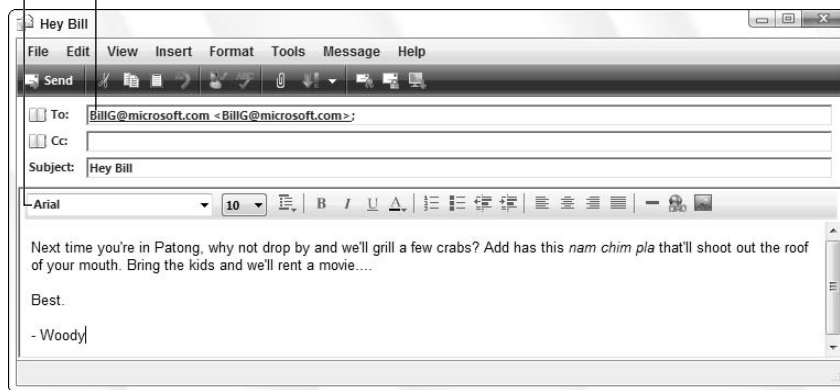 Hey Bill
File Edit View Insert Format Tools Message Help
Send
To: BillG@microsoft.com <BillG@microsoft.com>;
Cc:
Subject: Hey Bill
Arial 10 B I U A
Next time you're in Patong, why not drop by and we'll grill a few crabs? Add has this nam chim pla that'll shoot out the roof
of your mouth. Bring the kids and we'll rent a movie....
Best.
- Woody